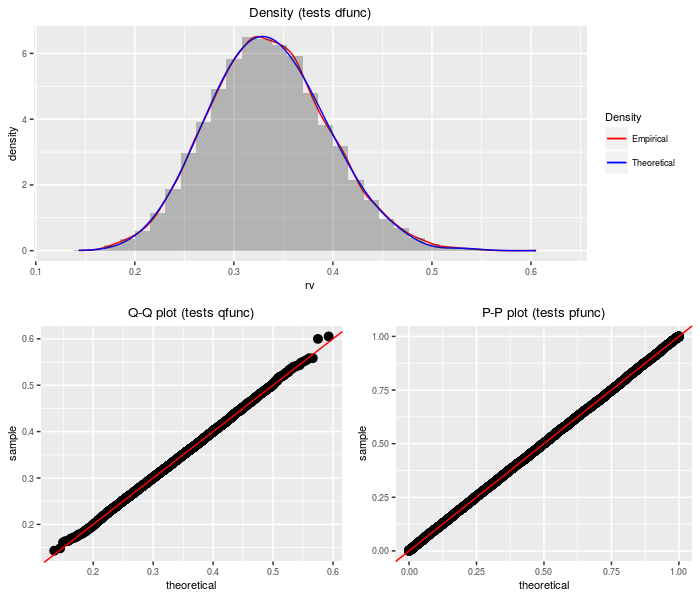 Density (tests dfunc)
6
4
2
0
density
0.1 0.2 0.3 0.4 0.5 0.6
rv
Density
Empirical
Theoretical
Q-Q plot (tests qfunc)
0.6
0.5
0.4
0.3
0.2
sample
0.2 0.3 0.4 0.5 0.6
theoretical
P-P plot (tests pfunc)
1.00
0.75
0.50
0.25
0.00
sample
0.00 0.25 0.50 0.75 1.00
theoretical